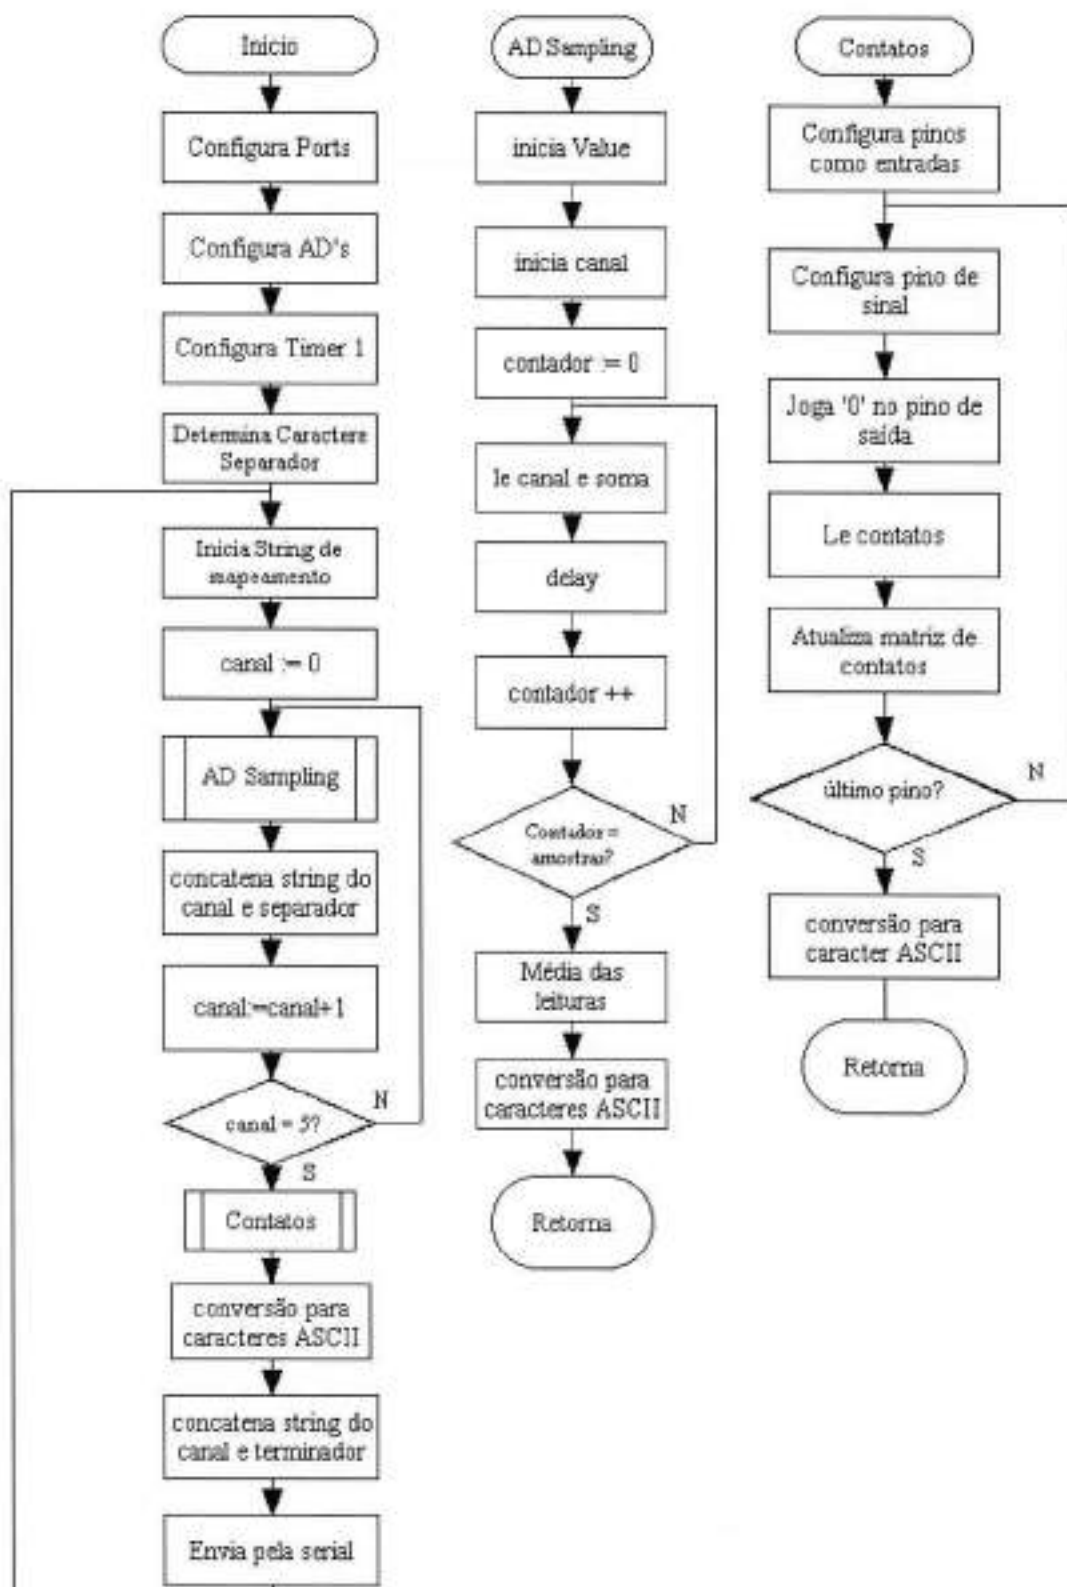 Início
Configura Ports
Configura AD's
Configura Timer 1
Determina Caractere
Separador
Inicia String de
mapeamento
canal := 0
AD Sampling
concatena string do
canal e separador
canal:=canal+1
canal = 5?
N
S
Contatos
conversão para
caracteres ASCII
concatena string do
canal e terminador
Envia pela serial
AD Sampling
inicia Value
inicia canal
contador := 0
le canal e soma
delay
contador ++
Contador =
amostras?
N
S
Média das
leituras
conversão para
caracteres ASCII
Retorna
Contatos
Configura pinos
como entradas
Configura pino de
sinal
Joga '0' no pino de
saída
Le contatos
Atualiza matriz de
contatos
último pino?
N
S
conversão para
caracter ASCII
Retorna